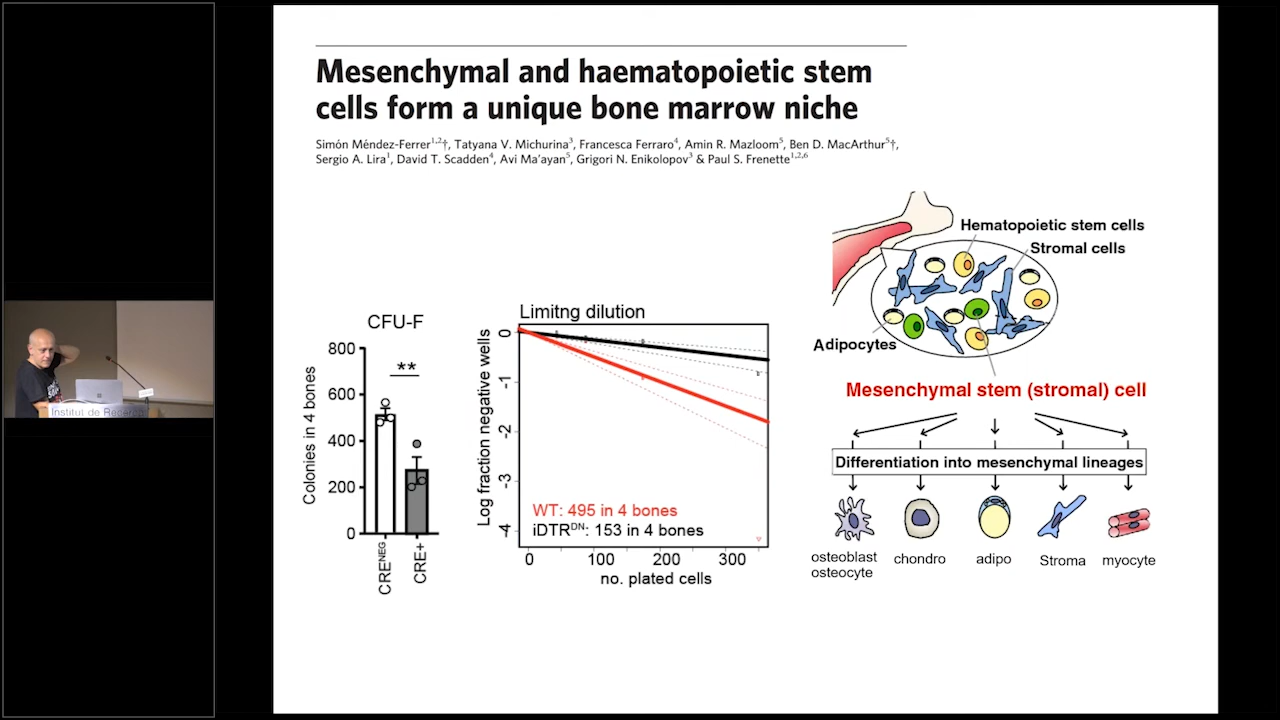 Mesenchymal and haematopoietic stem
cells form a unique bone marrow niche
Simón Méndez-Ferrer1,2†, Tatyana V. Michurina3, Francesca Ferraro4, Amin R. Mazloom5, Ben D. MacArthur5†,
Sergio A. Lira1, David T. Scadden4, Avi Ma'ayan5, Grigori N. Enikolopov3 & Paul S. Frenette1,2,6
CFU-F
**
Colonies in 4 bones
800
600
400
200
0
CRENEG
CRE+
Limitng dilution
Log fraction negative wells
0
-1
-2
-3
-4
WT: 495 in 4 bones
iDTRDN: 153 in 4 bones
0 100 200 300
no. plated cells
Hematopoietic stem cells
Stromal cells
Adipocytes
Mesenchymal stem (stromal) cell
Differentiation into mesenchymal lineages
osteoblast
osteocyte
chondro
adipo
Stroma
myocyte
Institut de Recerca